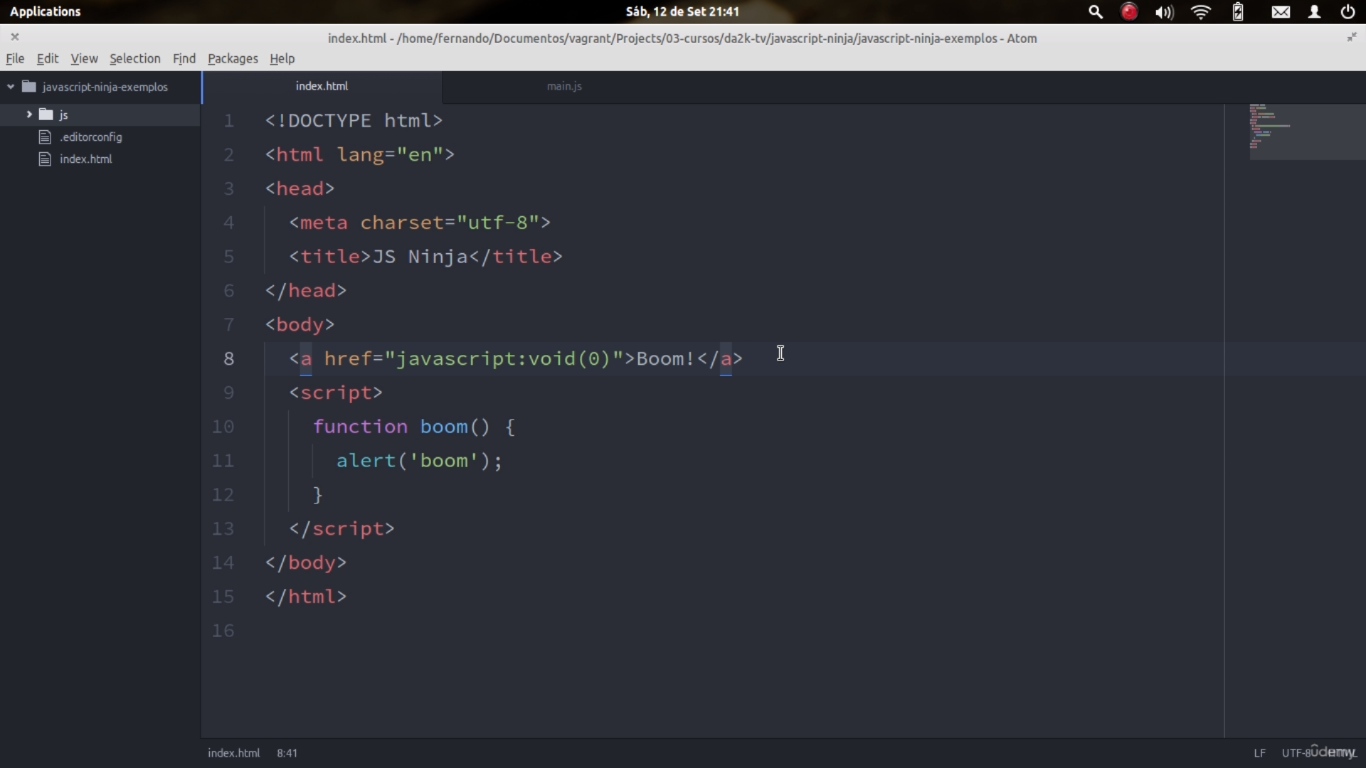 Applications
Sáb, 12 de Set 21:41
index.html - /home/fernando/Documentos/vagrant/Projects/03-cursos/da2k-tv/javascript-ninja/javascript-ninja-exemplos - Atom
File Edit View Selection Find Packages Help
javascript-ninja-exemplos
js
.editorconfig
index.html
index.html
main.js
1 <!DOCTYPE html>
2 <html lang="en">
3 <head>
4 <meta charset="utf-8">
5 <title>JS Ninja</title>
6 </head>
7 <body>
8 <a href="javascript:void(0)">Boom!</a>
9 <script>
10 function boom() {
11 alert('boom');
12 }
13 </script>
14 </body>
15 </html>
16
index.html 8:41
LF UTF-8 HTML
ûdemy